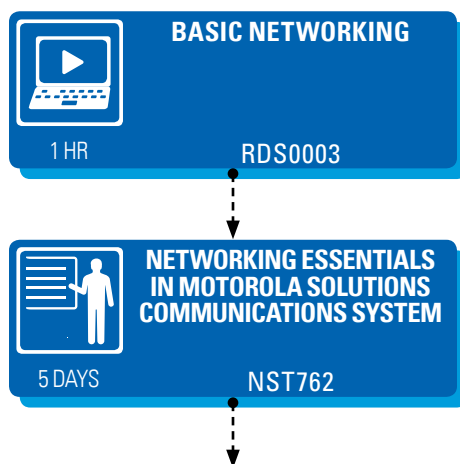 BASIC NETWORKING
1 HR
RDS0003
NETWORKING ESSENTIALS
IN MOTOROLA SOLUTIONS
COMMUNICATIONS SYSTEM
5 DAYS
NST762